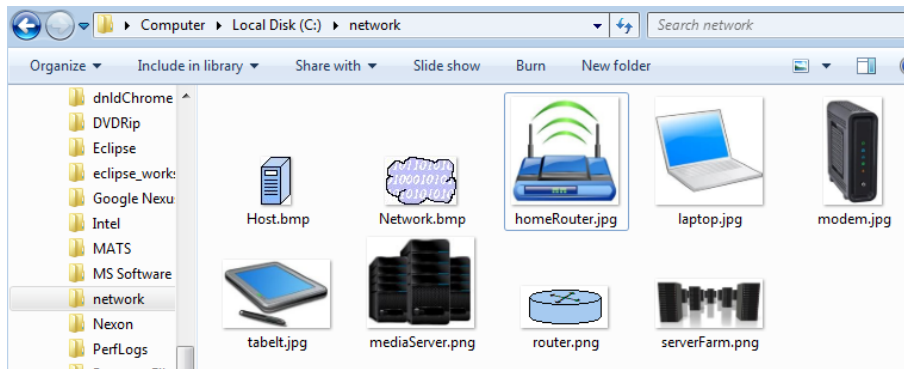 Computer Local Disk (C:) network
Search network
Organize Include in library Share with Slide show Burn New folder
dnldChrome
DVDRip
Eclipse
eclipse_work
Google Nexu
Intel
MATS
MS Software
network
Nexon
PerfLogs
Host.bmp Network.bmp homeRouter.jpg laptop.jpg modem.jpg
tabelt.jpg mediaServer.png router.png serverFarm.png